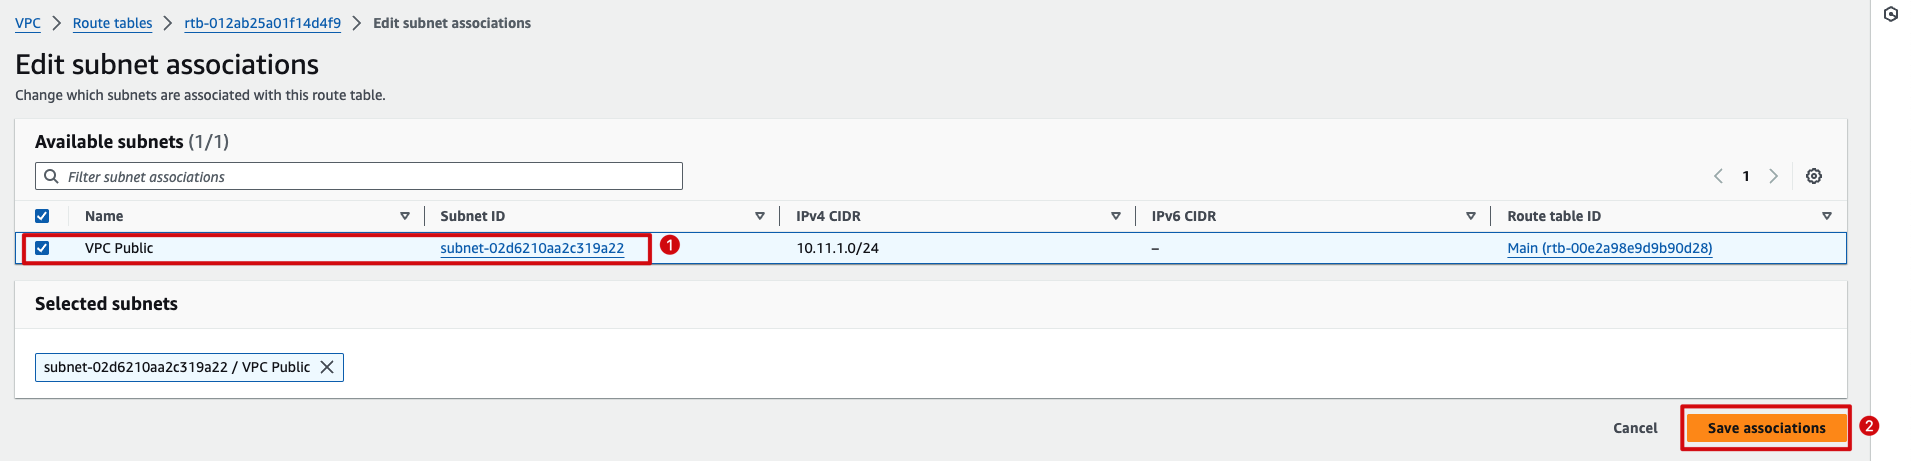 VPC > Route tables > rtb-012ab25a01f14d4f9 > Edit subnet associations
Edit subnet associations
Change which subnets are associated with this route table.
Available subnets (1/1)
Filter subnet associations
1
Name Subnet ID IPv4 CIDR IPv6 CIDR Route table ID
VPC Public subnet-02d6210aa2c319a22 1 10.11.1.0/24 – Main (rtb-00e2a98e9d9b90d28)
Selected subnets
subnet-02d6210aa2c319a22 / VPC Public
Cancel Save associations 2